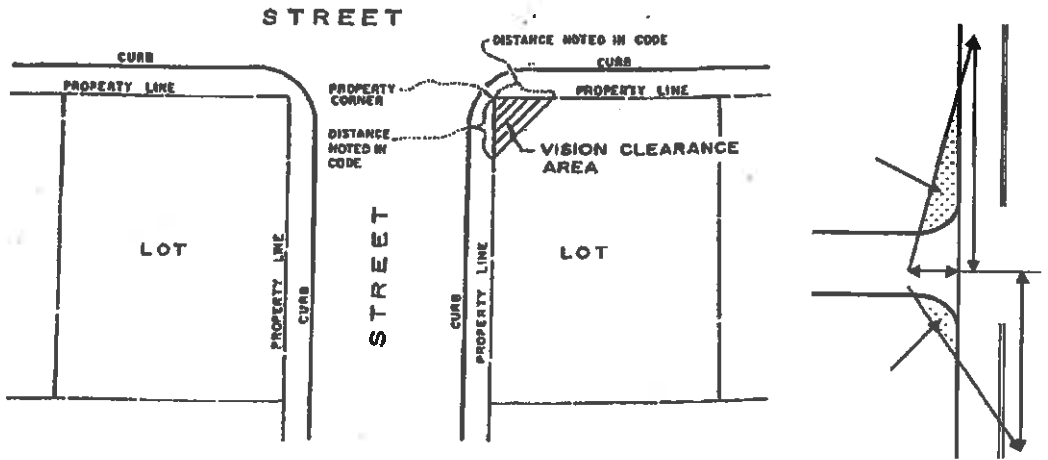 STREET
CURB
PROPERTY LINE
LOT
PROPERTY LINE
CURB
STREET
DISTANCE NOTED IN CODE
CURB
PROPERTY
CORNER
PROPERTY LINE
DISTANCE
NOTED IN
CODE
VISION CLEARANCE
AREA
CURB
PROPERTY LINE
LOT